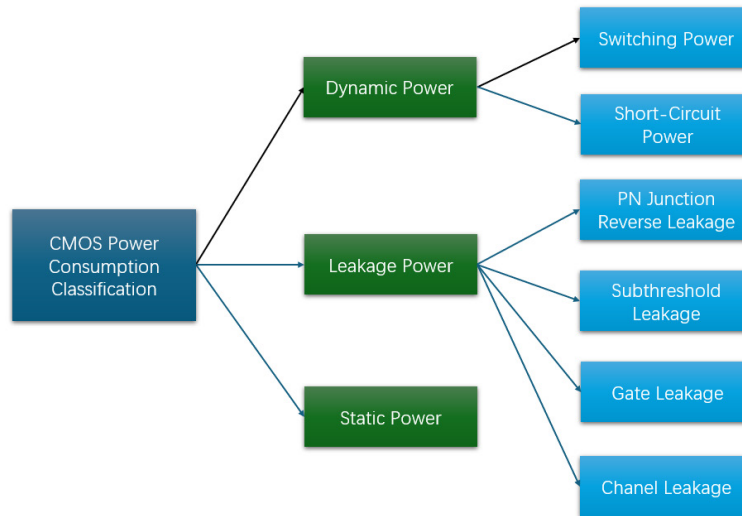 CMOS Power
Consumption
Classification
Dynamic Power
Leakage Power
Static Power
Switching Power
Short-Circuit
Power
PN Junction
Reverse Leakage
Subthreshold
Leakage
Gate Leakage
Chanel Leakage